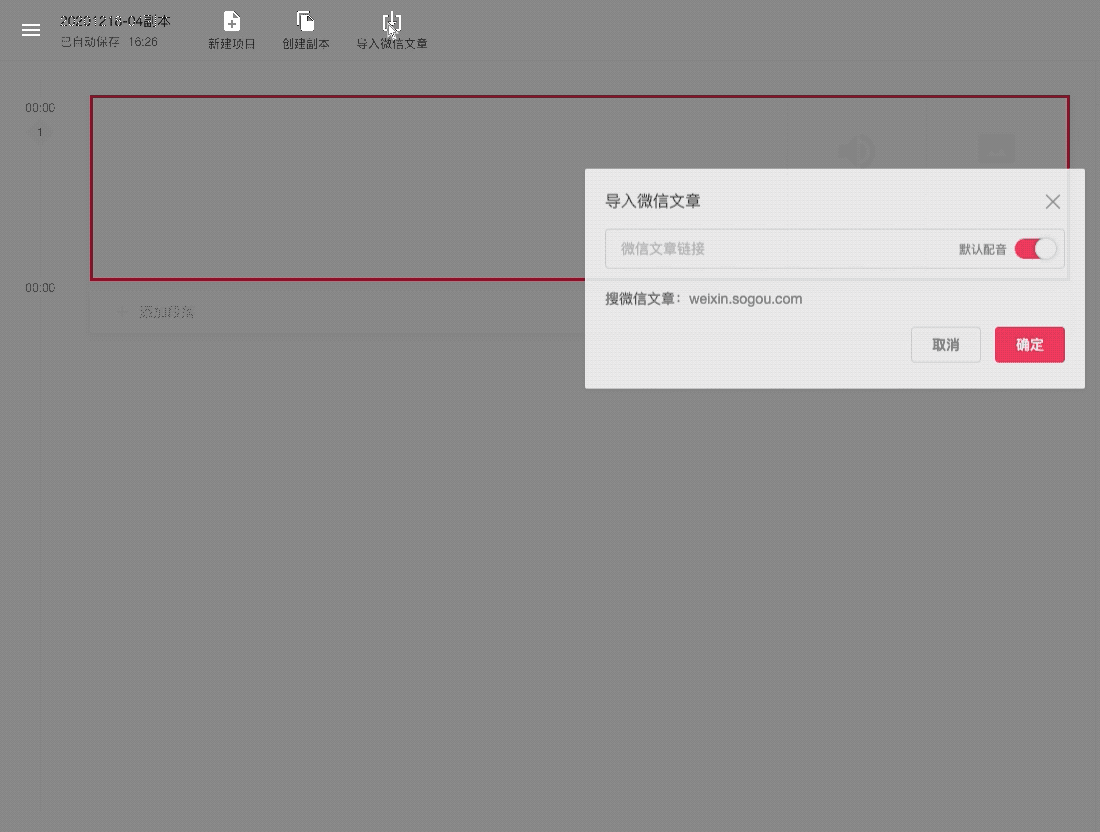 20201216-04副本
已自动保存 16:26
新建项目
创建副本
导入微信文章
00:00
1
00:00
添加段落
导入微信文章
微信文章链接
默认配音
搜微信文章：weixin.sogou.com
取消
确定